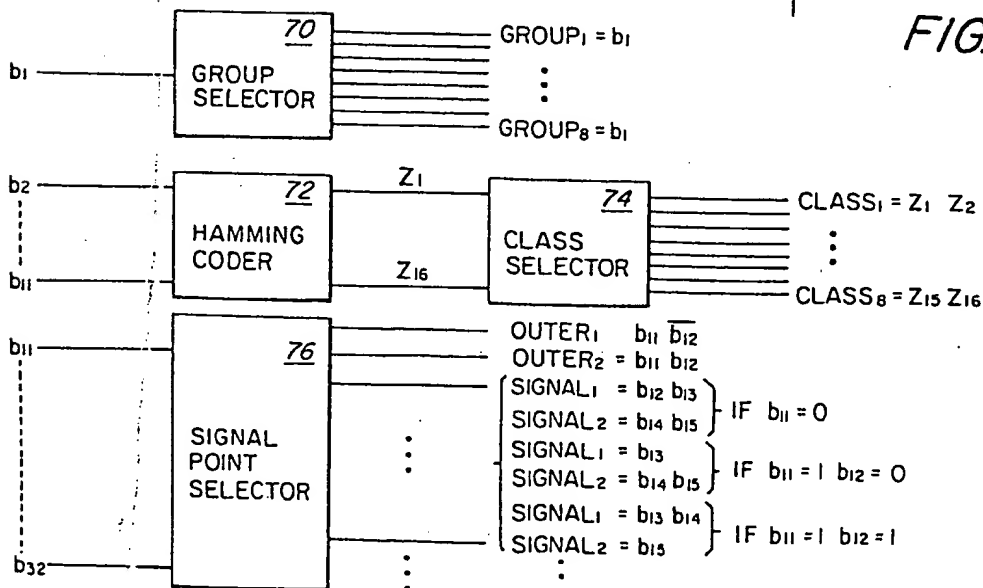 FIG.
70
b1
GROUP SELECTOR
GROUP1 = b1
GROUP8 = b1
b2
b11
72
HAMMING CODER
Z1
Z16
74
CLASS SELECTOR
CLASS1 = Z1 Z2
CLASS8 = Z15 Z16
b11
b32
76
SIGNAL POINT SELECTOR
OUTER1 b11 b̅1̅2̅
OUTER2 = b11 b12
SIGNAL1 = b12 b13
SIGNAL2 = b14 b15
IF b11 = 0
SIGNAL1 = b13
SIGNAL2 = b14 b15
IF b11 = 1 b12 = 0
SIGNAL1 = b13 b14
SIGNAL2 = b15
IF b11 = 1 b12 = 1